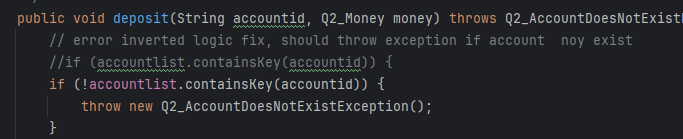 public void deposit(String accountid, Q2_Money money) throws Q2_AccountDoesNotExist
// error inverted logic fix, should throw exception if account  noy exist
//if (accountlist.containsKey(accountid)) {
if (!accountlist.containsKey(accountid)) {
throw new Q2_AccountDoesNotExistException();
}